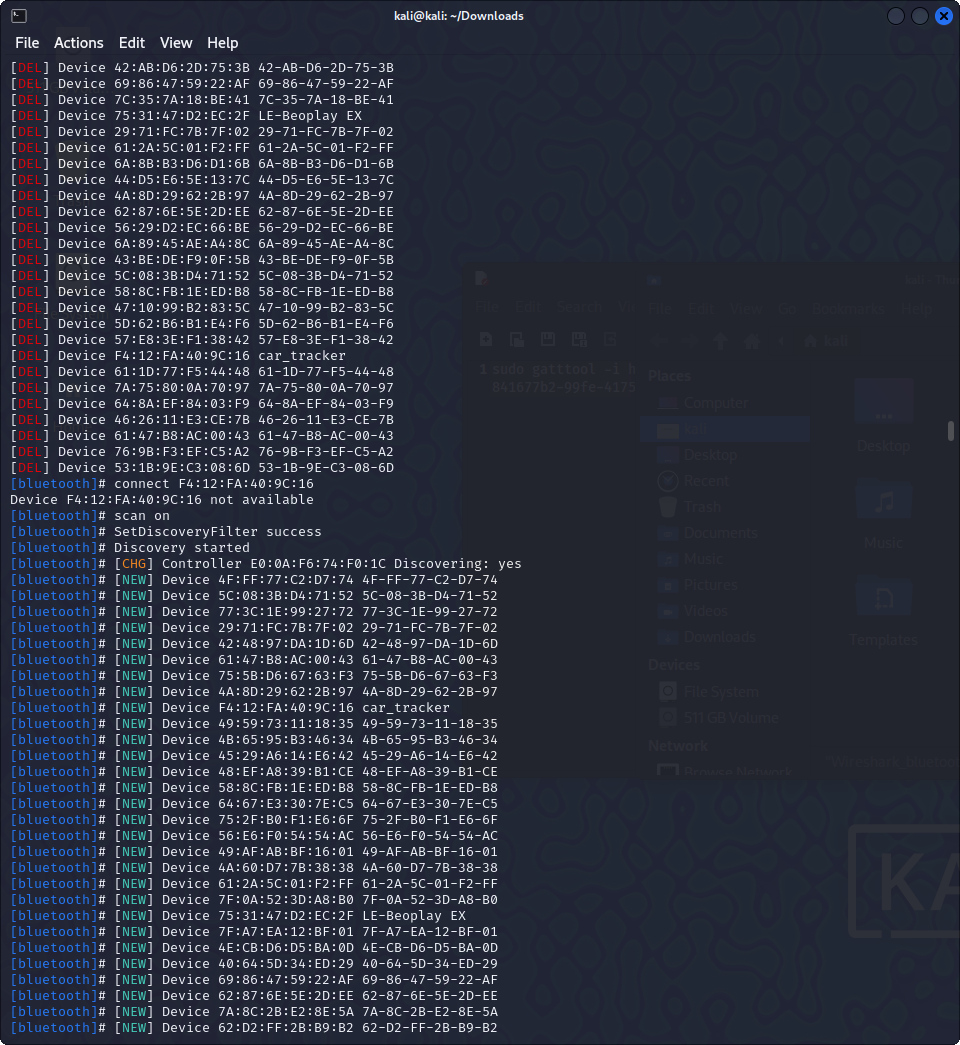 kali@kali: ~/Downloads
File Actions Edit View Help
[DEL] Device 42:AB:D6:2D:75:3B 42-AB-D6-2D-75-3B
[DEL] Device 69:86:47:59:22:AF 69-86-47-59-22-AF
[DEL] Device 7C:35:7A:18:BE:41 7C-35-7A-18-BE-41
[DEL] Device 75:31:47:D2:EC:2F LE-Beoplay EX
[DEL] Device 29:71:FC:7B:7F:02 29-71-FC-7B-7F-02
[DEL] Device 61:2A:5C:01:F2:FF 61-2A-5C-01-F2-FF
[DEL] Device 6A:8B:B3:D6:D1:6B 6A-8B-B3-D6-D1-6B
[DEL] Device 44:D5:E6:5E:13:7C 44-D5-E6-5E-13-7C
[DEL] Device 4A:8D:29:62:2B:97 4A-8D-29-62-2B-97
[DEL] Device 62:87:6E:5E:2D:EE 62-87-6E-5E-2D-EE
[DEL] Device 56:29:D2:EC:66:BE 56-29-D2-EC-66-BE
[DEL] Device 6A:89:45:AE:A4:8C 6A-89-45-AE-A4-8C
[DEL] Device 43:BE:DE:F9:0F:5B 43-BE-DE-F9-0F-5B
[DEL] Device 5C:08:3B:D4:71:52 5C-08-3B-D4-71-52
[DEL] Device 58:8C:FB:1E:ED:B8 58-8C-FB-1E-ED-B8
[DEL] Device 47:10:99:B2:83:5C 47-10-99-B2-83-5C
[DEL] Device 5D:62:B6:B1:E4:F6 5D-62-B6-B1-E4-F6
[DEL] Device 57:E8:3E:F1:38:42 57-E8-3E-F1-38-42
[DEL] Device F4:12:FA:40:9C:16 car_tracker
[DEL] Device 61:1D:77:F5:44:48 61-1D-77-F5-44-48
[DEL] Device 7A:75:80:0A:70:97 7A-75-80-0A-70-97
[DEL] Device 64:8A:EF:84:03:F9 64-8A-EF-84-03-F9
[DEL] Device 46:26:11:E3:CE:7B 46-26-11-E3-CE-7B
[DEL] Device 61:47:B8:AC:00:43 61-47-B8-AC-00-43
[DEL] Device 76:9B:F3:EF:C5:A2 76-9B-F3-EF-C5-A2
[DEL] Device 53:1B:9E:C3:08:6D 53-1B-9E-C3-08-6D
[bluetooth]# connect F4:12:FA:40:9C:16
Device F4:12:FA:40:9C:16 not available
[bluetooth]# scan on
[bluetooth]# SetDiscoveryFilter success
[bluetooth]# Discovery started
[bluetooth]# [CHG] Controller E0:0A:F6:74:F0:1C Discovering: yes
[bluetooth]# [NEW] Device 4F:FF:77:C2:D7:74 4F-FF-77-C2-D7-74
[bluetooth]# [NEW] Device 5C:08:3B:D4:71:52 5C-08-3B-D4-71-52
[bluetooth]# [NEW] Device 77:3C:1E:99:27:72 77-3C-1E-99-27-72
[bluetooth]# [NEW] Device 29:71:FC:7B:7F:02 29-71-FC-7B-7F-02
[bluetooth]# [NEW] Device 42:48:97:DA:1D:6D 42-48-97-DA-1D-6D
[bluetooth]# [NEW] Device 61:47:B8:AC:00:43 61-47-B8-AC-00-43
[bluetooth]# [NEW] Device 75:5B:D6:67:63:F3 75-5B-D6-67-63-F3
[bluetooth]# [NEW] Device 4A:8D:29:62:2B:97 4A-8D-29-62-2B-97
[bluetooth]# [NEW] Device F4:12:FA:40:9C:16 car_tracker
[bluetooth]# [NEW] Device 49:59:73:11:18:35 49-59-73-11-18-35
[bluetooth]# [NEW] Device 4B:65:95:B3:46:34 4B-65-95-B3-46-34
[bluetooth]# [NEW] Device 45:29:A6:14:E6:42 45-29-A6-14-E6-42
[bluetooth]# [NEW] Device 48:EF:A8:39:B1:CE 48-EF-A8-39-B1-CE
[bluetooth]# [NEW] Device 58:8C:FB:1E:ED:B8 58-8C-FB-1E-ED-B8
[bluetooth]# [NEW] Device 64:67:E3:30:7E:C5 64-67-E3-30-7E-C5
[bluetooth]# [NEW] Device 75:2F:B0:F1:E6:6F 75-2F-B0-F1-E6-6F
[bluetooth]# [NEW] Device 56:E6:F0:54:54:AC 56-E6-F0-54-54-AC
[bluetooth]# [NEW] Device 49:AF:AB:BF:16:01 49-AF-AB-BF-16-01
[bluetooth]# [NEW] Device 4A:60:D7:7B:38:38 4A-60-D7-7B-38-38
[bluetooth]# [NEW] Device 61:2A:5C:01:F2:FF 61-2A-5C-01-F2-FF
[bluetooth]# [NEW] Device 7F:0A:52:3D:A8:B0 7F-0A-52-3D-A8-B0
[bluetooth]# [NEW] Device 75:31:47:D2:EC:2F LE-Beoplay EX
[bluetooth]# [NEW] Device 7F:A7:EA:12:BF:01 7F-A7-EA-12-BF-01
[bluetooth]# [NEW] Device 4E:CB:D6:D5:BA:0D 4E-CB-D6-D5-BA-0D
[bluetooth]# [NEW] Device 40:64:5D:34:ED:29 40-64-5D-34-ED-29
[bluetooth]# [NEW] Device 69:86:47:59:22:AF 69-86-47-59-22-AF
[bluetooth]# [NEW] Device 62:87:6E:5E:2D:EE 62-87-6E-5E-2D-EE
[bluetooth]# [NEW] Device 7A:8C:2B:E2:8E:5A 7A-8C-2B-E2-8E-5A
[bluetooth]# [NEW] Device 62:D2:FF:2B:B9:B2 62-D2-FF-2B-B9-B2
File Edit Search
File Edit View Go Bookmarks Help
1 sudo gatttool -i h
841677b2-99fe-4175
kali
Places
Computer
kali
Desktop
Recent
Trash
Documents
Music
Pictures
Videos
Downloads
Devices
File System
511 GB Volume
Network
Browse Network
Desktop
Music
Templates
KA